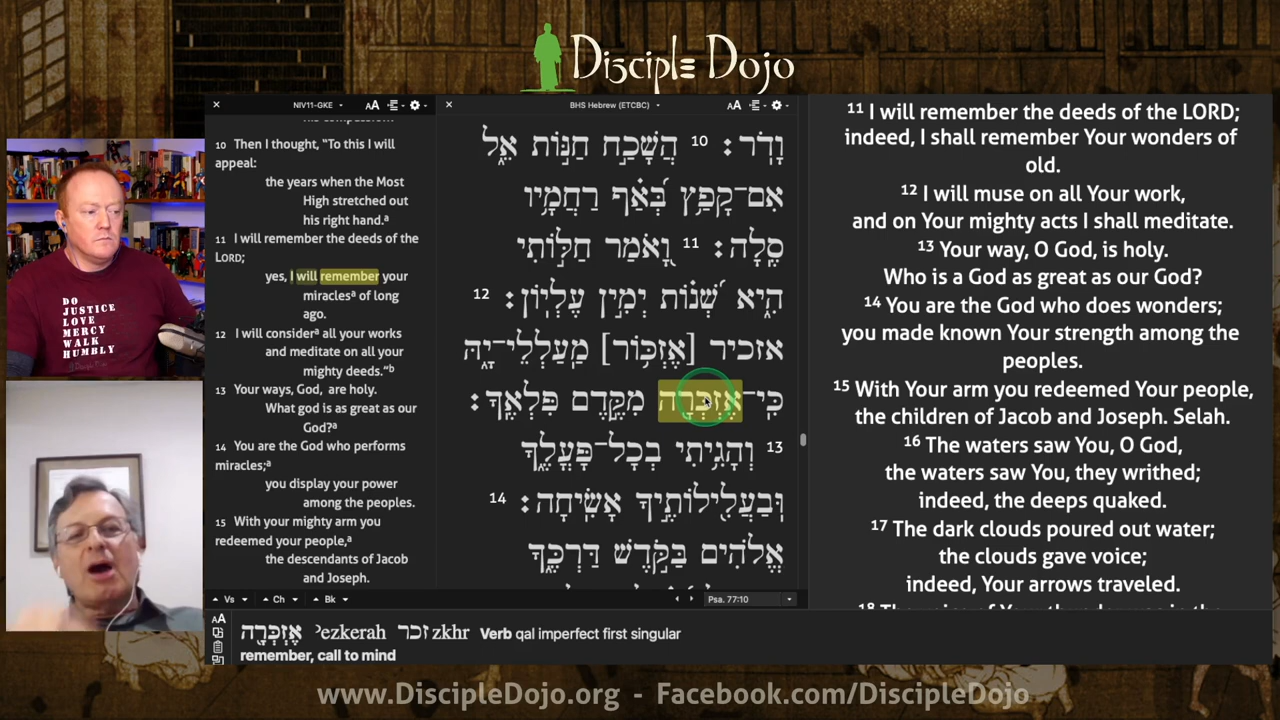 Disciple Dojo
NIV11-GKE
10 Then I thought, “To this I will
appeal:
the years when the Most
High stretched out
his right hand.a
11 I will remember the deeds of the
LORD;
yes, I will remember your
miraclesa of long
ago.
12 I will considera all your works
and meditate on all your
mighty deeds.”b
13 Your ways, God, are holy.
What god is as great as our
God?a
14 You are the God who performs
miracles;a
you display your power
among the peoples.
15 With your mighty arm you
redeemed your people,a
the descendants of Jacob
and Joseph.
Vs Ch Bk
BHS Hebrew (ETCBC)
וָדֹֽר׃ 10 הֲשָׁכַ֣ח חַנּ֣וֹת אֵ֑ל
אִם־קָפַ֥ץ בְּ֝אַ֗ף רַחֲמָ֥יו
סֶֽלָה׃ 11 וָ֭אֹמַר חַלּ֣וֹתִי
הִ֑יא שְׁ֝נ֗וֹת יְמִ֣ין עֶלְיֽוֹן׃ 12
אזכיר [אֶזְכּ֥וֹר] מַֽעַלְלֵי־יָ֑הּ
כִּֽי־אֶזְכְּרָ֖ה מִקֶּ֣דֶם פִּלְאֶֽךָ׃
13 וְהָגִ֥יתִי בְכָל־פָּעֳלֶ֑ךָ
וּֽבַעֲלִ֖ילוֹתֶ֣יךָ אָשִֽׂיחָה׃ 14
אֱ֭לֹהִים בַּקֹּ֣דֶשׁ דַּרְכֶּ֑ךָ
Psa. 77:10
11 I will remember the deeds of the LORD;
indeed, I shall remember Your wonders of
old.
12 I will muse on all Your work,
and on Your mighty acts I shall meditate.
13 Your way, O God, is holy.
Who is a God as great as our God?
14 You are the God who does wonders;
you made known Your strength among the
peoples.
15 With Your arm you redeemed Your people,
the children of Jacob and Joseph. Selah.
16 The waters saw You, O God,
the waters saw You, they writhed;
indeed, the deeps quaked.
17 The dark clouds poured out water;
the clouds gave voice;
indeed, Your arrows traveled.
DO
JUSTICE
LOVE
MERCY
WALK
HUMBLY
אֶזְכְּרָ֖ה ʾezkerah זכר zkhr Verb qal imperfect first singular
remember, call to mind
www.DiscipleDojo.org - Facebook.com/DiscipleDojo